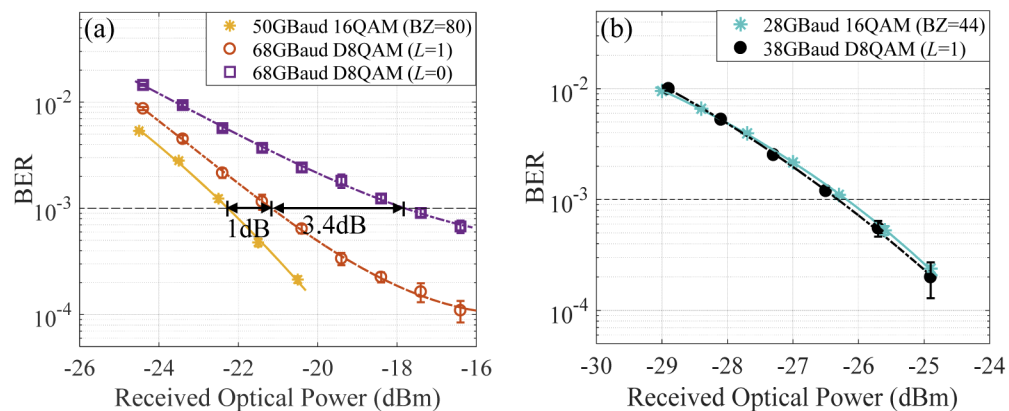 (a)
50GBaud 16QAM (BZ=80)
68GBaud D8QAM (L=1)
68GBaud D8QAM (L=0)
10⁻²
10⁻³
10⁻⁴
BER
1dB
3.4dB
-26 -24 -22 -20 -18 -16
Received Optical Power (dBm)
(b)
28GBaud 16QAM (BZ=44)
38GBaud D8QAM (L=1)
10⁻²
10⁻³
10⁻⁴
BER
-30 -29 -28 -27 -26 -25 -24
Received Optical Power (dBm)